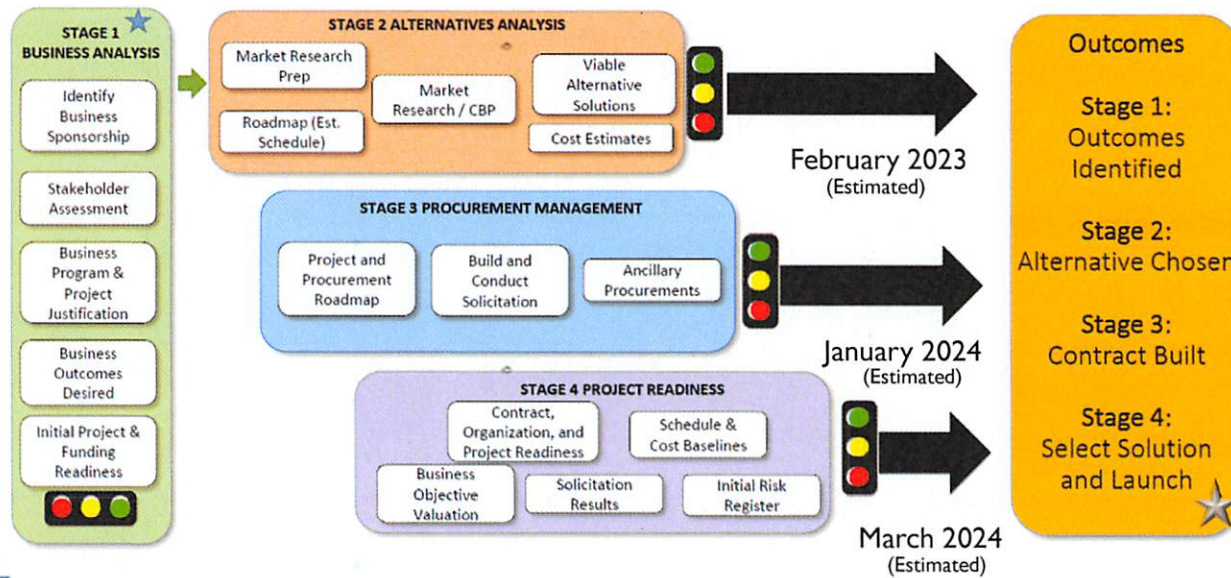 STAGE 1
BUSINESS ANALYSIS
Identify
Business
Sponsorship
Stakeholder
Assessment
Business
Program &
Project
Justification
Business
Outcomes
Desired
Initial Project &
Funding
Readiness
STAGE 2 ALTERNATIVES ANALYSIS
Market Research
Prep
Roadmap (Est.
Schedule)
Market
Research / CBP
Viable
Alternative
Solutions
Cost Estimates
February 2023
(Estimated)
STAGE 3 PROCUREMENT MANAGEMENT
Project and
Procurement
Roadmap
Build and
Conduct
Solicitation
Ancillary
Procurements
January 2024
(Estimated)
STAGE 4 PROJECT READINESS
Contract,
Organization, and
Project Readiness
Schedule &
Cost Baselines
Business
Objective
Valuation
Solicitation
Results
Initial Risk
Register
March 2024
(Estimated)
Outcomes
Stage 1:
Outcomes
Identified
Stage 2:
Alternative Chosen
Stage 3:
Contract Built
Stage 4:
Select Solution
and Launch